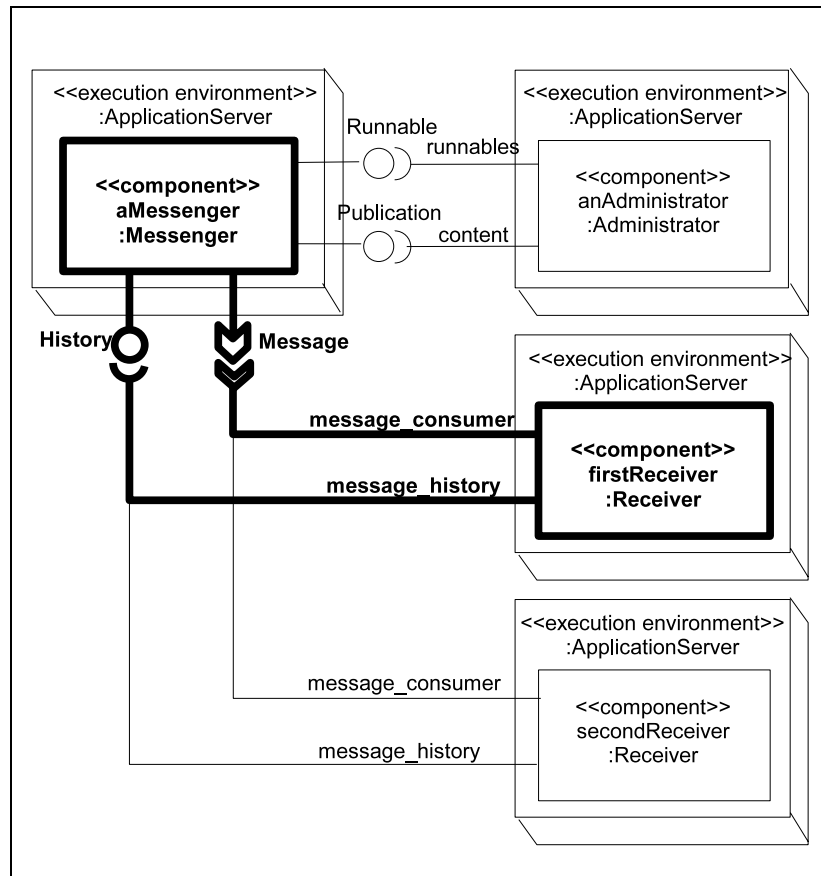 <<execution environment>>
:ApplicationServer
<<component>>
aMessenger
:Messenger
Runnable
runnables
Publication
content
<<execution environment>>
:ApplicationServer
<<component>>
anAdministrator
:Administrator
History
Message
message_consumer
message_history
<<execution environment>>
:ApplicationServer
<<component>>
firstReceiver
:Receiver
message_consumer
message_history
<<execution environment>>
:ApplicationServer
<<component>>
secondReceiver
:Receiver